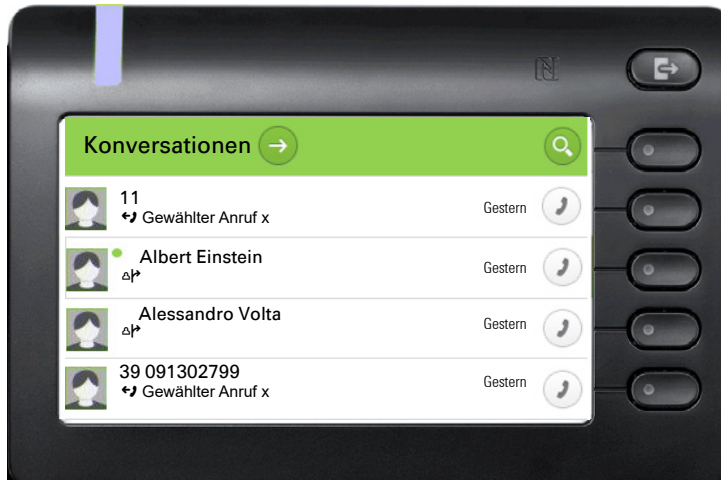 Konversationen
11
Gewählter Anruf x
Gestern
Albert Einstein
Gestern
Alessandro Volta
Gestern
39 091302799
Gewählter Anruf x
Gestern